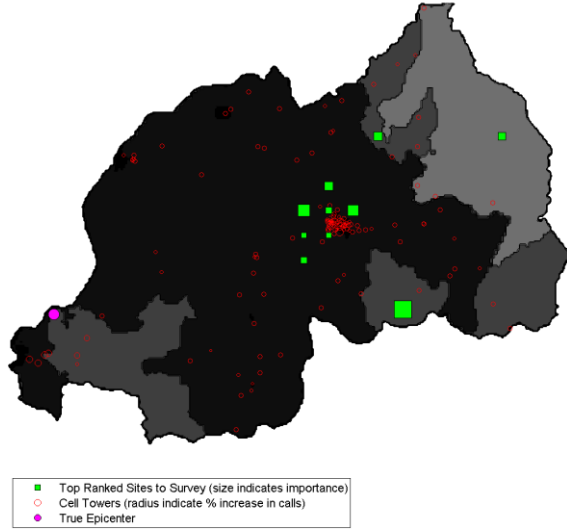 Top Ranked Sites to Survey (size indicates importance)
Cell Towers (radius indicate % increase in calls)
True Epicenter